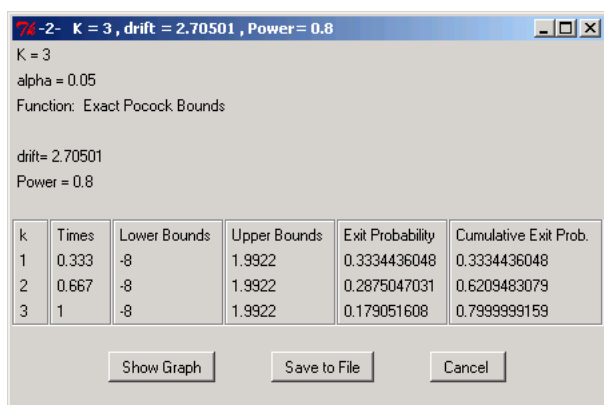 -2- K = 3 , drift = 2.70501 , Power= 0.8
K = 3
alpha = 0.05
Function: Exact Pocock Bounds
drift= 2.70501
Power = 0.8
k Times Lower Bounds Upper Bounds Exit Probability Cumulative Exit Prob.
1 0.333 -8 1.9922 0.3334436048 0.3334436048
2 0.667 -8 1.9922 0.2875047031 0.6209483079
3 1 -8 1.9922 0.179051608 0.7999999159
Show Graph Save to File Cancel